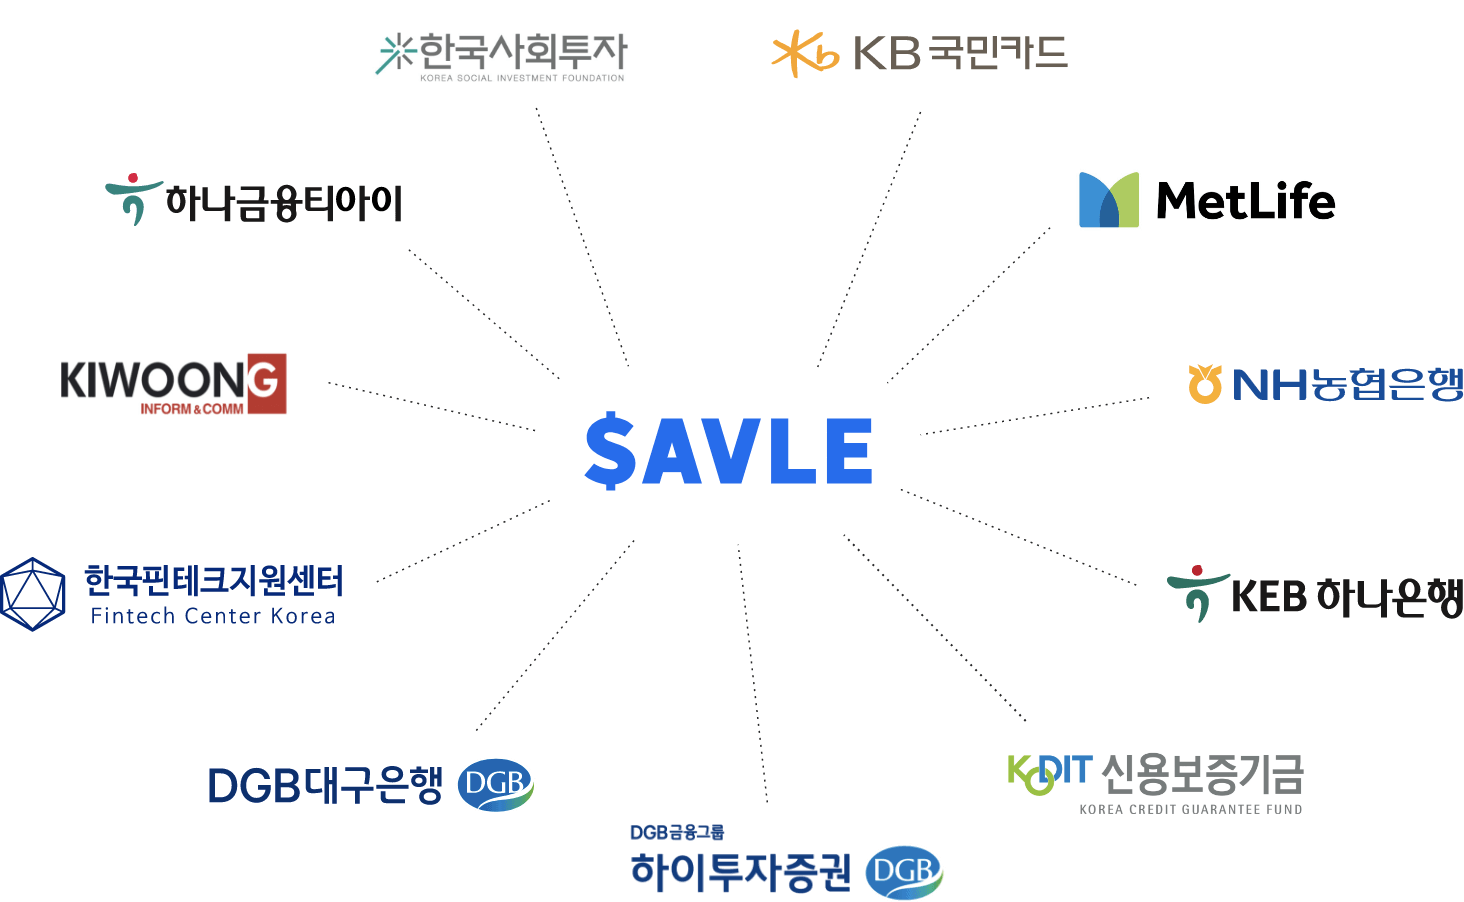 한국사회투자
KOREA SOCIAL INVESTMENT FOUNDATION
Kb KB국민카드
하나금융티아이
MetLife
KIWOONG
INFORM & COMM
NH농협은행
$AVLE
한국핀테크지원센터
Fintech Center Korea
KEB 하나은행
DGB대구은행 DGB
KODIT 신용보증기금
KOREA CREDIT GUARANTEE FUND
DGB금융그룹
하이투자증권 DGB